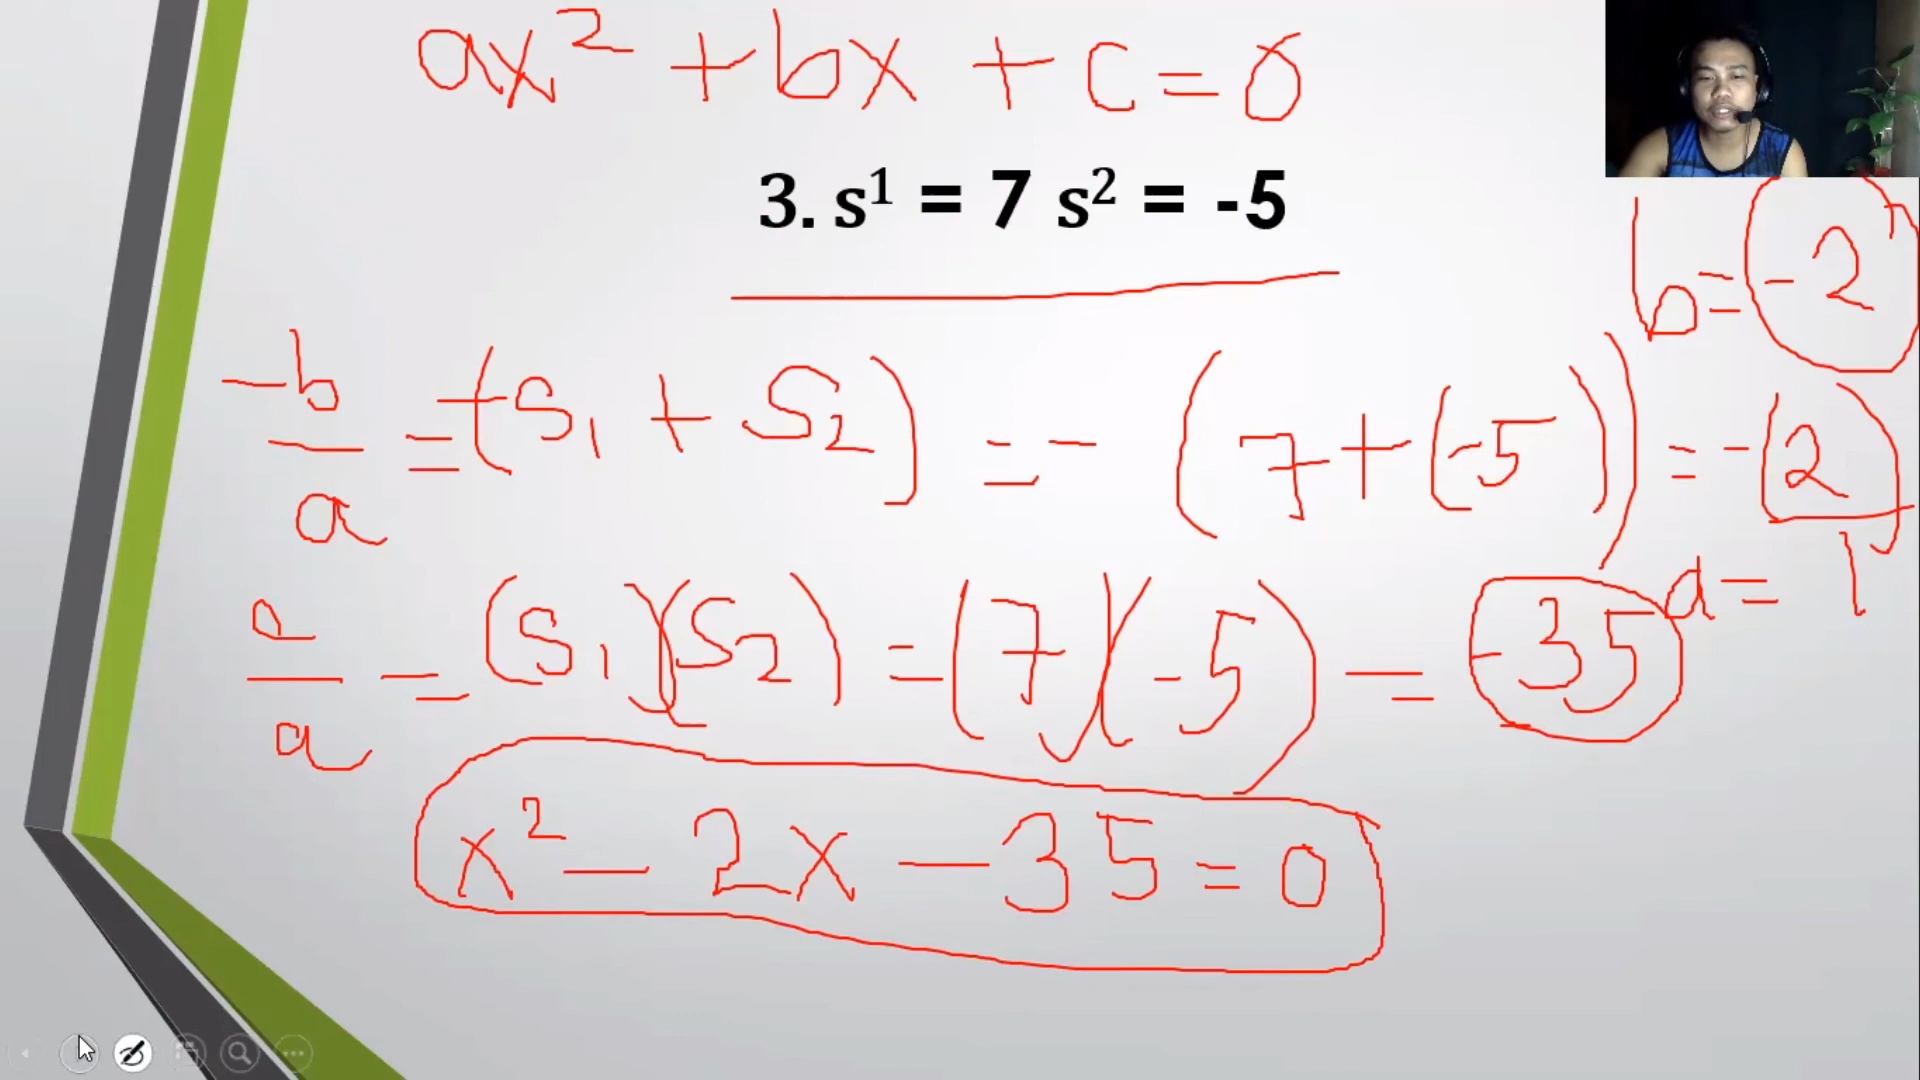 ax² + bx + c = 0
3. s¹ = 7 s² = -5
b = -2
-b/a = -(S₁ + S₂) = -(7 + (-5)) = -(2)
a = 1
c/a = (S₁)(S₂) = (7)(-5) = -35
x² - 2x - 35 = 0